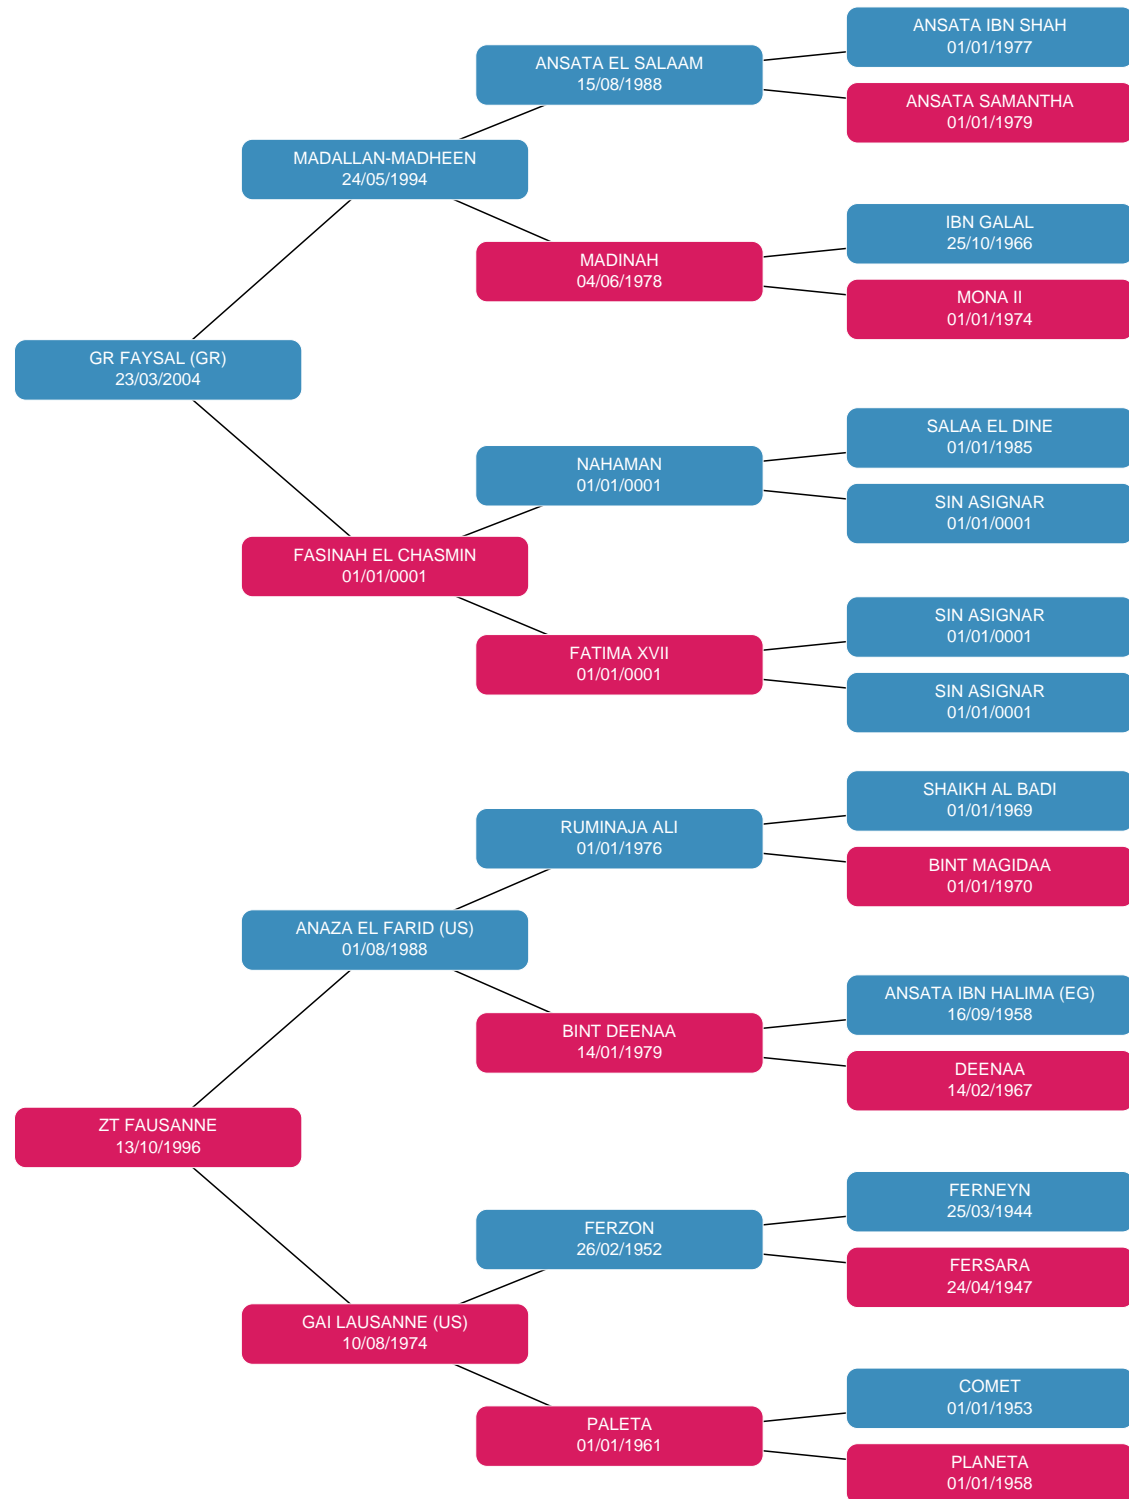 ANSATA IBN SHAH
01/01/1977
ANSATA EL SALAAM
15/08/1988
ANSATA SAMANTHA
01/01/1979
MADALLAN-MADHEEN
24/05/1994
IBN GALAL
25/10/1966
MADINAH
04/06/1978
MONA II
01/01/1974
GR FAYSAL (GR)
23/03/2004
SALAA EL DINE
01/01/1985
NAHAMAN
01/01/0001
SIN ASIGNAR
01/01/0001
FASINAH EL CHASMIN
01/01/0001
SIN ASIGNAR
01/01/0001
FATIMA XVII
01/01/0001
SIN ASIGNAR
01/01/0001
SHAIKH AL BADI
01/01/1969
RUMINAJA ALI
01/01/1976
BINT MAGIDAA
01/01/1970
ANAZA EL FARID (US)
01/08/1988
ANSATA IBN HALIMA (EG)
16/09/1958
BINT DEENAA
14/01/1979
DEENAA
14/02/1967
ZT FAUSANNE
13/10/1996
FERNEYN
25/03/1944
FERZON
26/02/1952
FERSARA
24/04/1947
GAI LAUSANNE (US)
10/08/1974
COMET
01/01/1953
PALETA
01/01/1961
PLANETA
01/01/1958